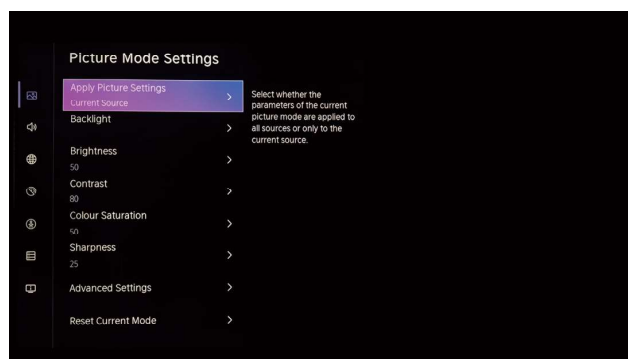 Picture Mode Settings
Apply Picture Settings
Current Source
Select whether the
parameters of the current
picture mode are applied to
all sources or only to the
current source.
Backlight
Brightness
50
Contrast
80
Colour Saturation
50
Sharpness
25
Advanced Settings
Reset Current Mode